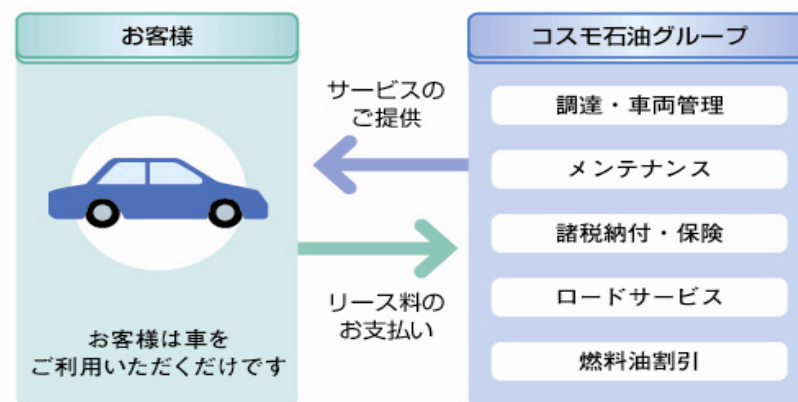 お客様
お客様は車を
ご利用いただくだけです
サービスの
ご提供
リース料の
お支払い
コスモ石油グループ
調達・車両管理
メンテナンス
諸税納付・保険
ロードサービス
燃料油割引